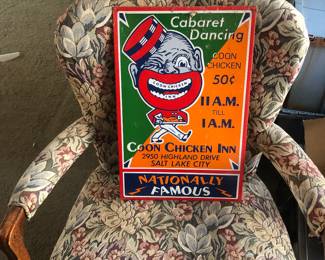 Cabaret
Dancing
COON
CHICKEN
50¢
11 A.M.
TILL
1 A.M.
COON CHICKEN INN
2950 HIGHLAND DRIVE
SALT LAKE CITY
NATIONALLY
FAMOUS